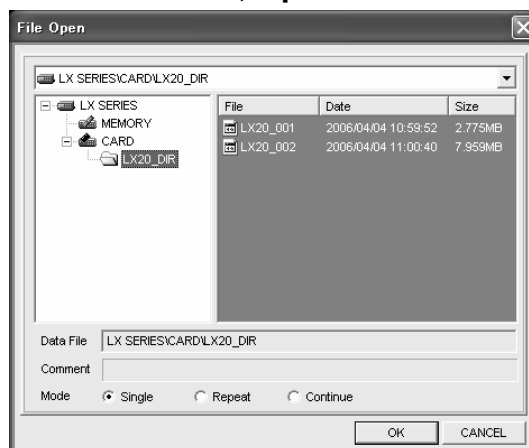 File Open
LX SERIES\CARD\LX20_DIR
LX SERIES
MEMORY
CARD
LX20_DIR
File Date Size
LX20_001 2006/04/04 10:59:52 2.775MB
LX20_002 2006/04/04 11:00:40 7.959MB
Data File LX SERIES\CARD\LX20_DIR
Comment
Mode Single Repeat Continue
OK CANCEL